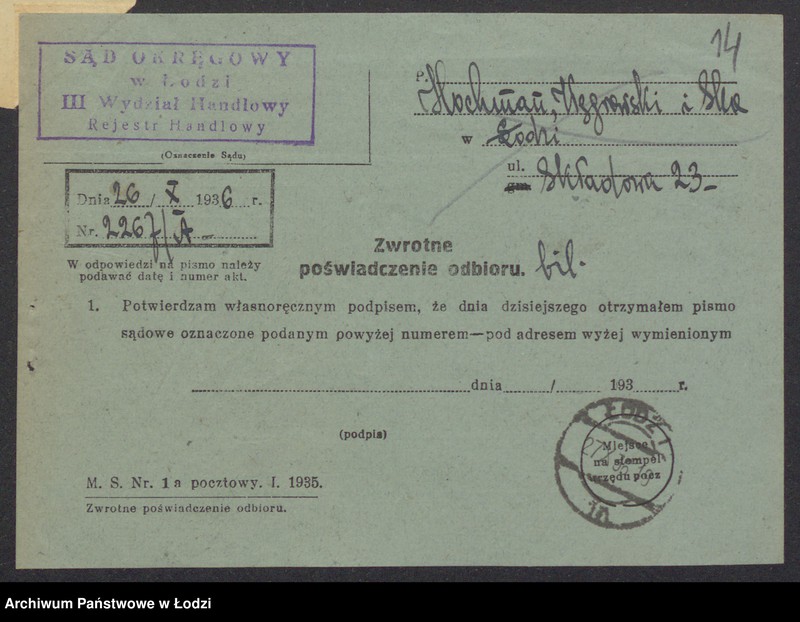 14
SĄD OKRĘGOWY
w Łodzi
III Wydział Handlowy
Rejestr Handlowy
(Oznaczenie Sądu)
P. Hochman, Węgrowski i Ska
w Łodzi
ul. Składowa 23-
Dnia 26 / X 1936 r.
Nr. 2267/A
W odpowiedzi na pismo należy
podawać datę i numer akt.
Zwrotne
poświadczenie odbioru. bil.
1. Potwierdzam własnoręcznym podpisem, że dnia dzisiejszego otrzymałem pismo
sądowe oznaczone podanym powyżej numerem—pod adresem wyżej wymienionym
dnia / 193 r.
(podpis)
ŁÓDŹ 1
Miejsce
na stempel
urzędu pocz
M. S. Nr. 1a pocztowy. I. 1935.
Zwrotne poświadczenie odbioru.
Archiwum Państwowe w Łodzi